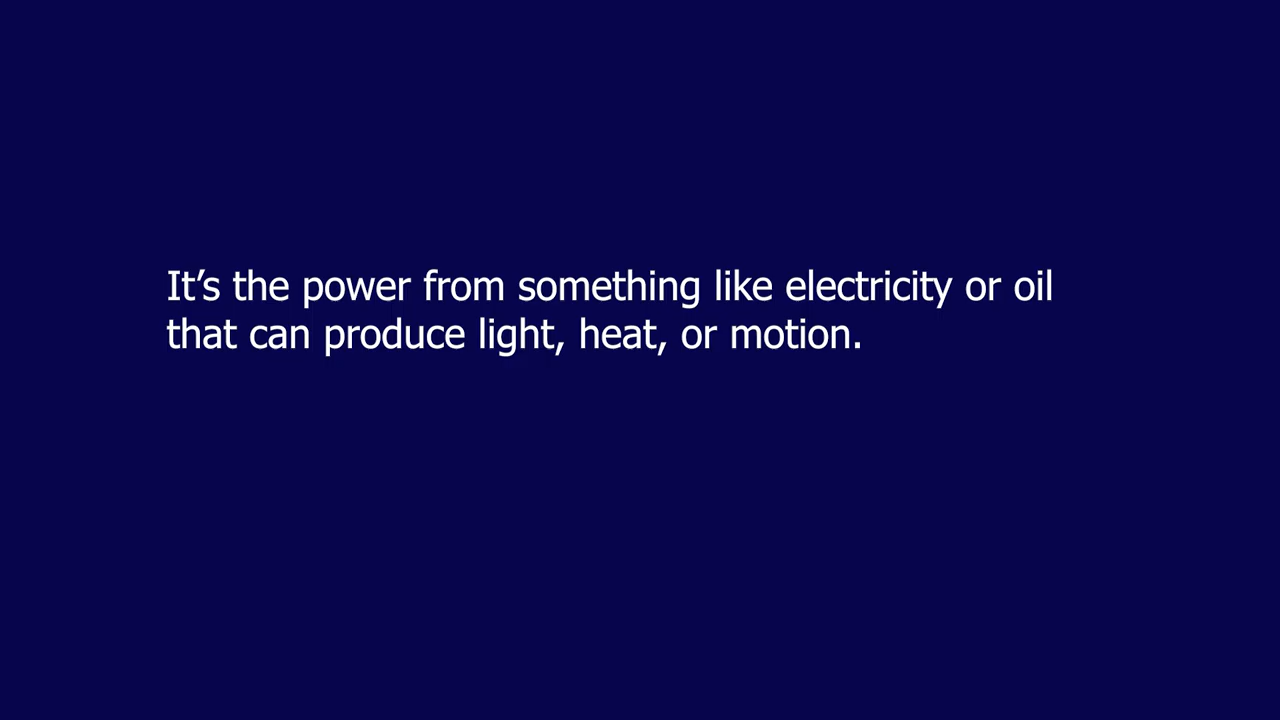 It’s the power from something like electricity or oil
that can produce light, heat, or motion.